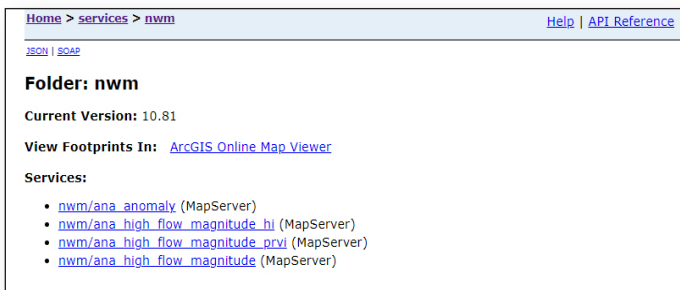 Home > services > nwm
Help | API Reference
JSON | SOAP
Folder: nwm
Current Version: 10.81
View Footprints In: ArcGIS Online Map Viewer
Services:
• nwm/ana_anomaly (MapServer)
• nwm/ana_high_flow_magnitude_hi (MapServer)
• nwm/ana_high_flow_magnitude_prvi (MapServer)
• nwm/ana_high_flow_magnitude (MapServer)